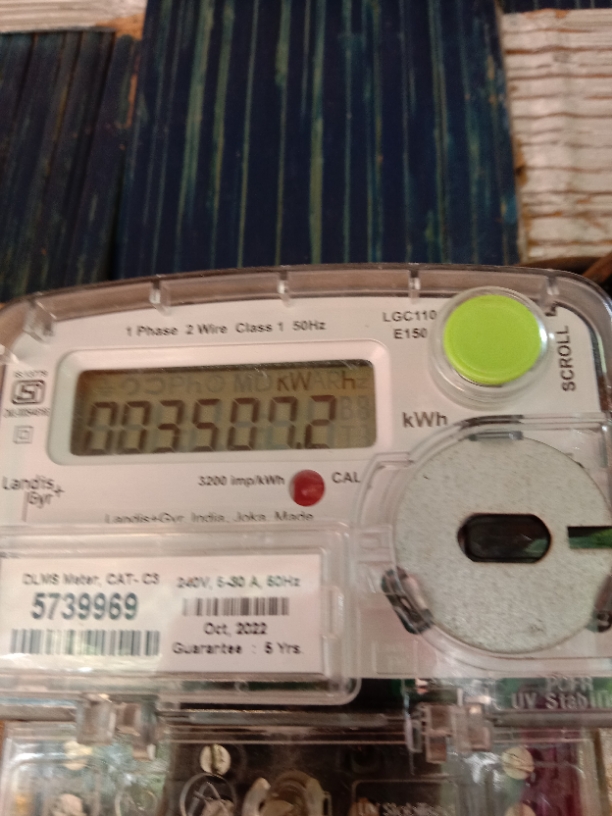 1 Phase 2 Wire Class 1 50Hz
LGC110
E150
SCROLL
kWh
003507.2
kWh
3200 imp/kWh
CAL
Landis
Gyr+
Landis+Gyr, India, Joka, Made
DLMS Meter, CAT- C3
240V, 5-30 A, 50Hz
5739969
Oct, 2022
Guarantee : 5 Yrs.
UV Stabili